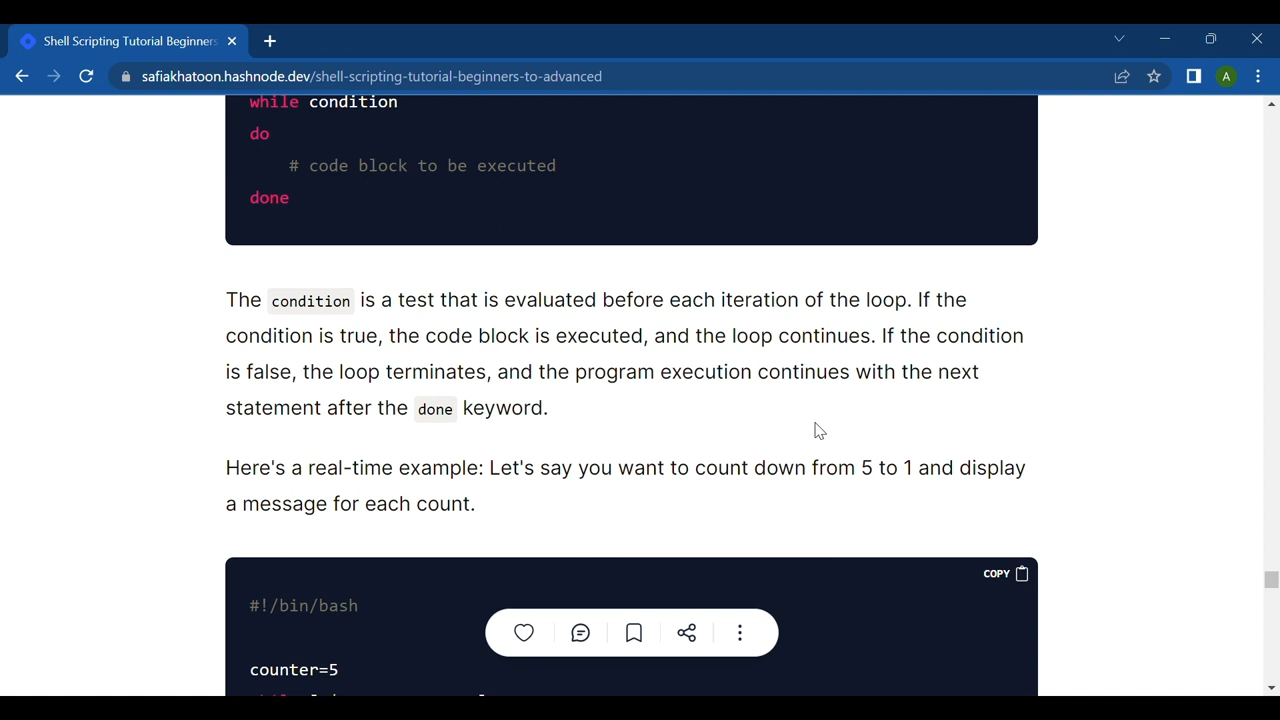 Shell Scripting Tutorial Beginners
safiakhatoon.hashnode.dev/shell-scripting-tutorial-beginners-to-advanced
A
while condition
do
# code block to be executed
done
The condition is a test that is evaluated before each iteration of the loop. If the
condition is true, the code block is executed, and the loop continues. If the condition
is false, the loop terminates, and the program execution continues with the next
statement after the done keyword.
Here's a real-time example: Let's say you want to count down from 5 to 1 and display
a message for each count.
COPY
#!/bin/bash
counter=5